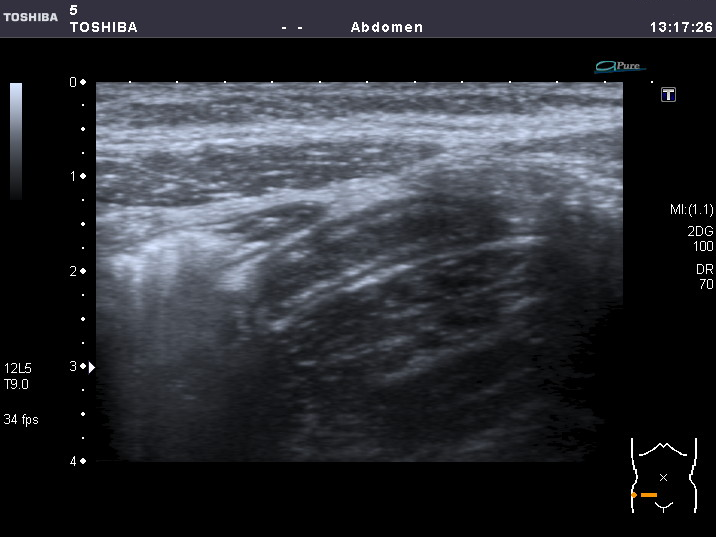 TOSHIBA
5
TOSHIBA - - Abdomen 13:17:26
aPure
T
0
1
2
3
4
MI:(1.1)
2DG
100
DR
70
12L5
T9.0
34 fps